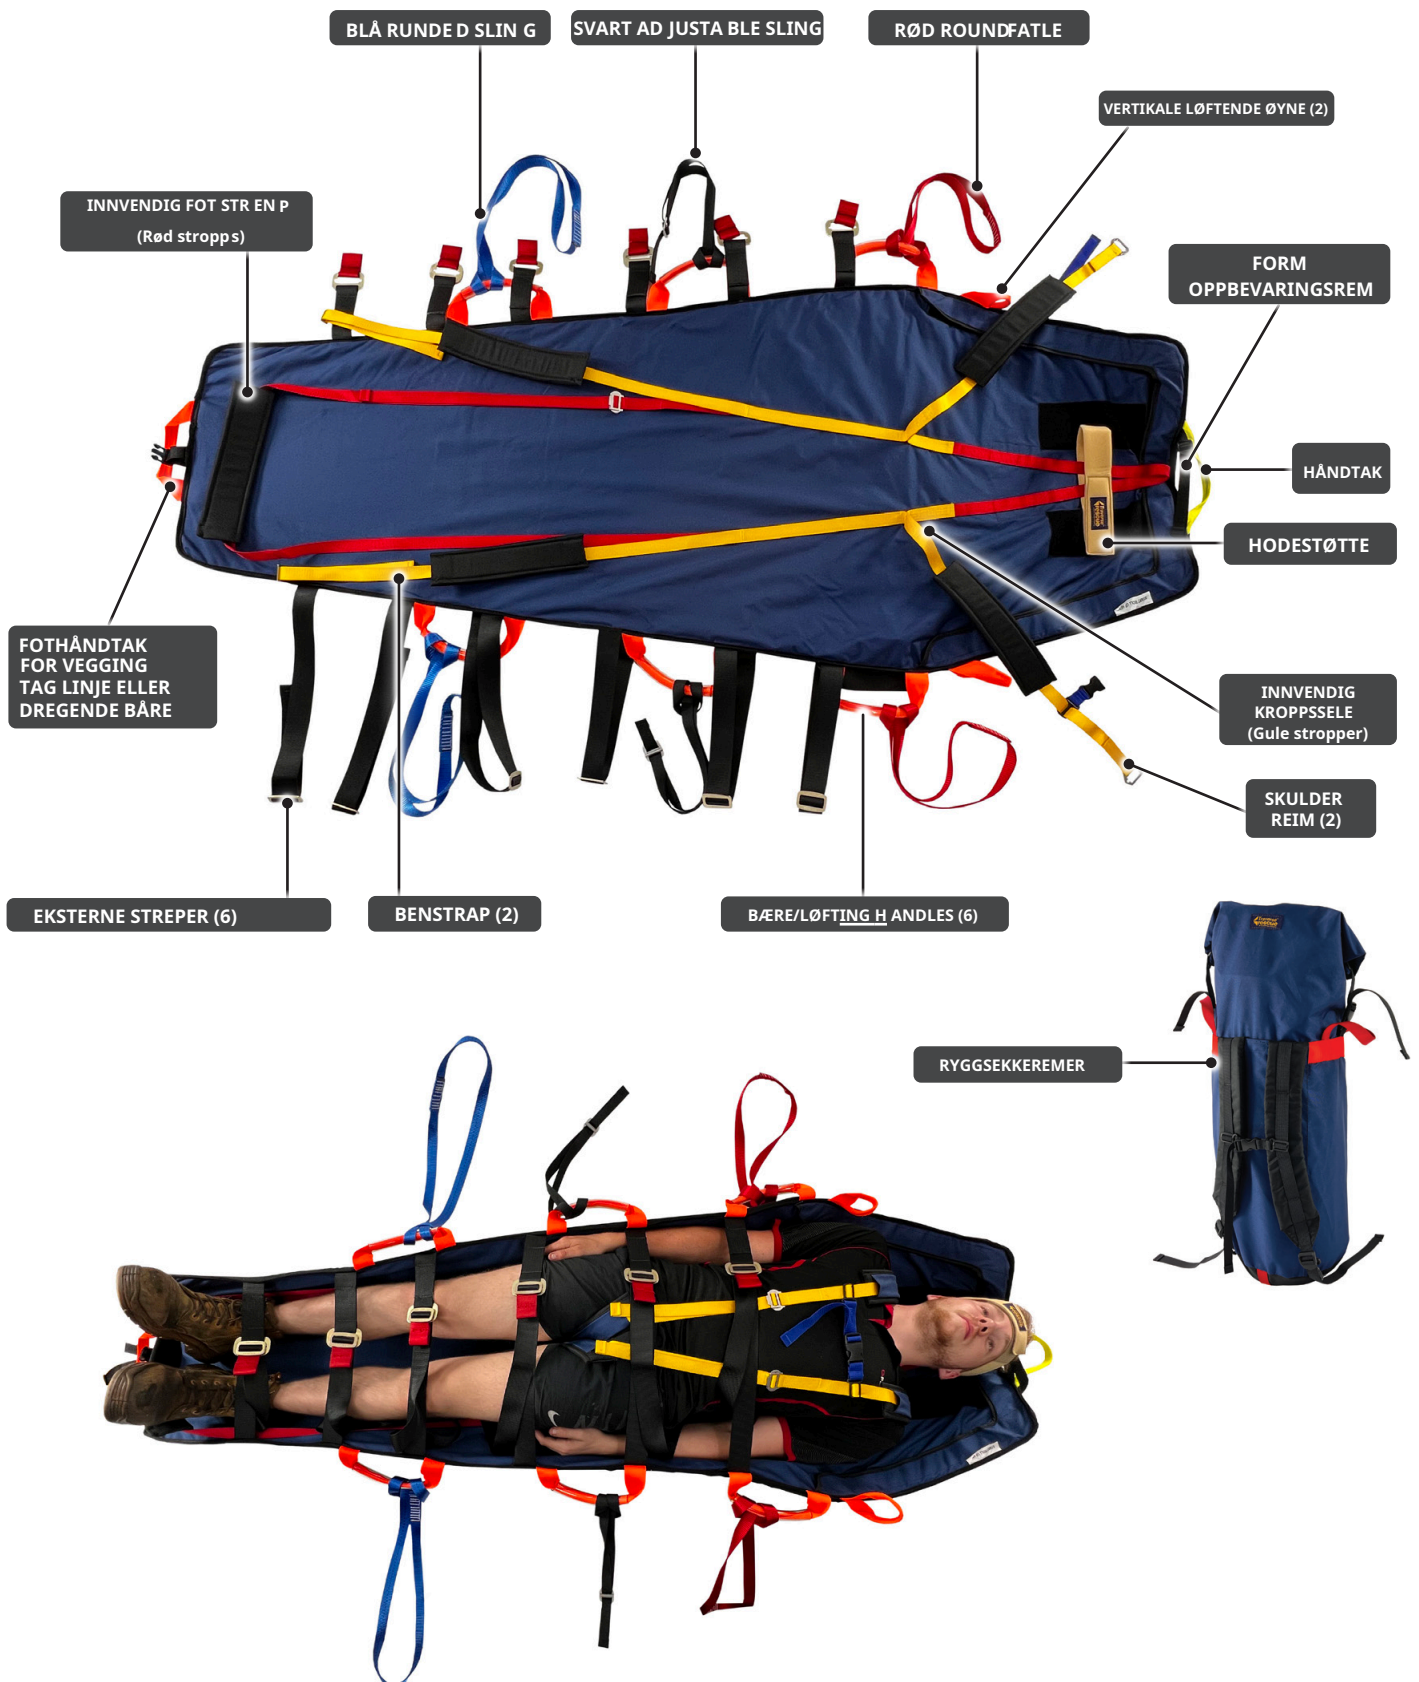 BLÅ RUNDE D SLIN G
SVART AD JUSTA BLE SLING
RØD ROUNDFATLE
VERTIKALE LØFTENDE ØYNE (2)
INNVENDIG FOT STR EN P
(Rød stropps)
FORM
OPPBEVARINGSREM
HÅNDTAK
HODESTØTTE
FOTHÅNDTAK
FOR VEGGING
TAG LINJE ELLER
DREGENDE BÅRE
INNVENDIG
KROPPSSELE
(Gule stropper)
SKULDER
REIM (2)
EKSTERNE STREPER (6)
BENSTRAP (2)
BÆRE/LØFTING H ANDLES (6)
RYGGSEKKEREMER